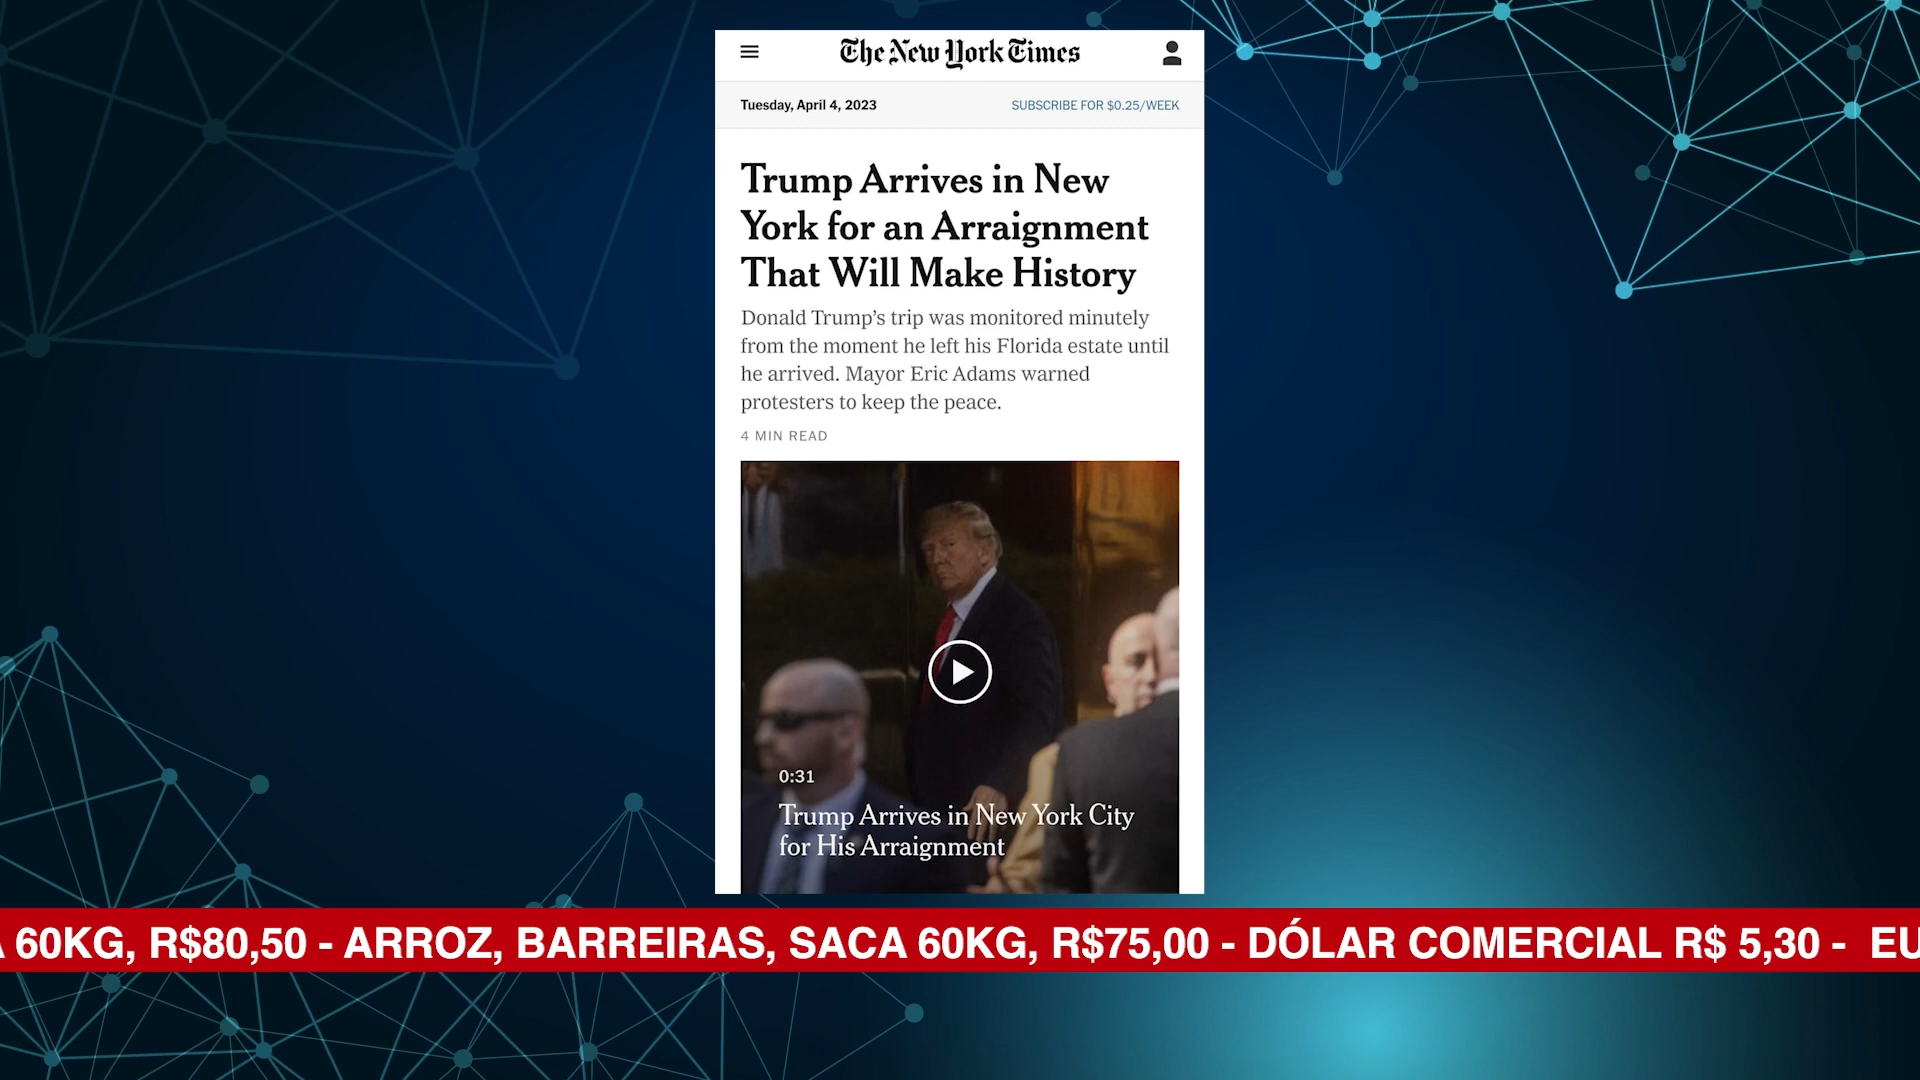 The New York Times
Tuesday, April 4, 2023
SUBSCRIBE FOR $0.25/WEEK
Trump Arrives in New
York for an Arraignment
That Will Make History
Donald Trump's trip was monitored minutely
from the moment he left his Florida estate until
he arrived. Mayor Eric Adams warned
protesters to keep the peace.
4 MIN READ
0:31
Trump Arrives in New York City
for His Arraignment
60KG, R$80,50 - ARROZ, BARREIRAS, SACA 60KG, R$75,00 - DÓLAR COMERCIAL R$ 5,30 -